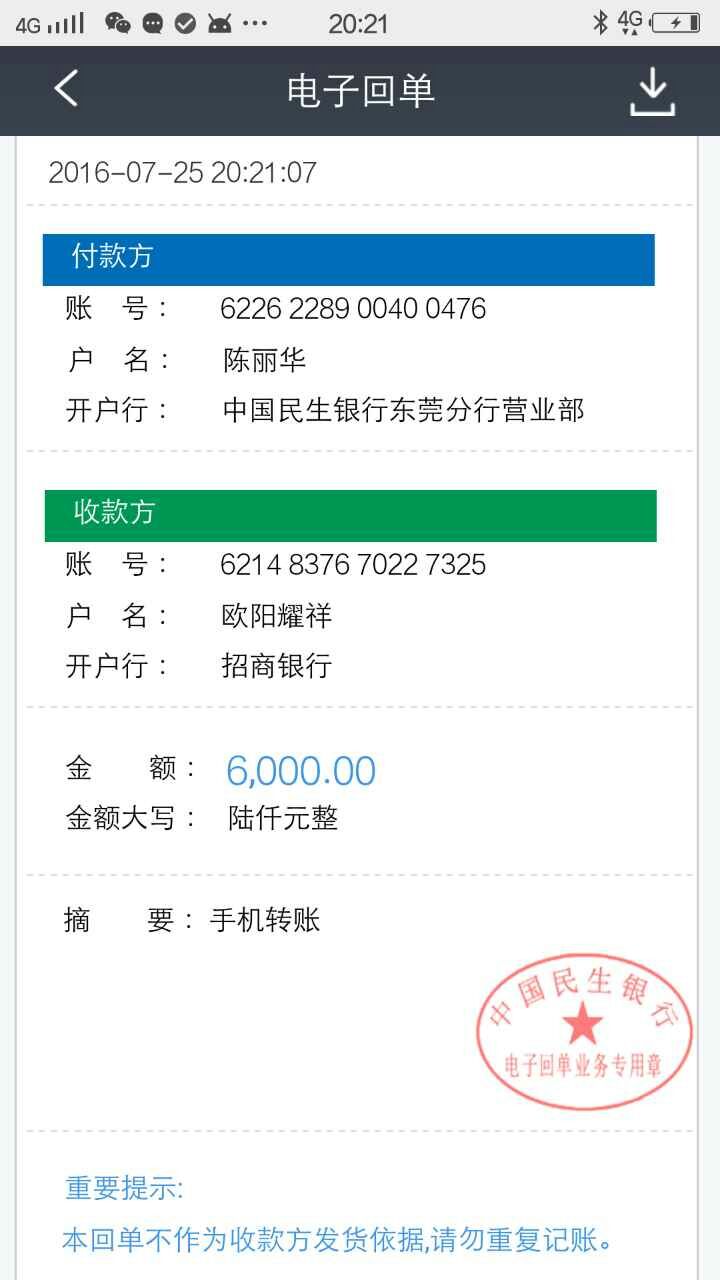 4G 20:21 4G
电子回单
2016-07-25 20:21:07
付款方
账 号： 6226 2289 0040 0476
户 名： 陈丽华
开户行： 中国民生银行东莞分行营业部
收款方
账 号： 6214 8376 7022 7325
户 名： 欧阳耀祥
开户行： 招商银行
金 额： 6,000.00
金额大写： 陆仟元整
摘 要： 手机转账
中国民生银行
电子回单业务专用章
重要提示:
本回单不作为收款方发货依据,请勿重复记账。